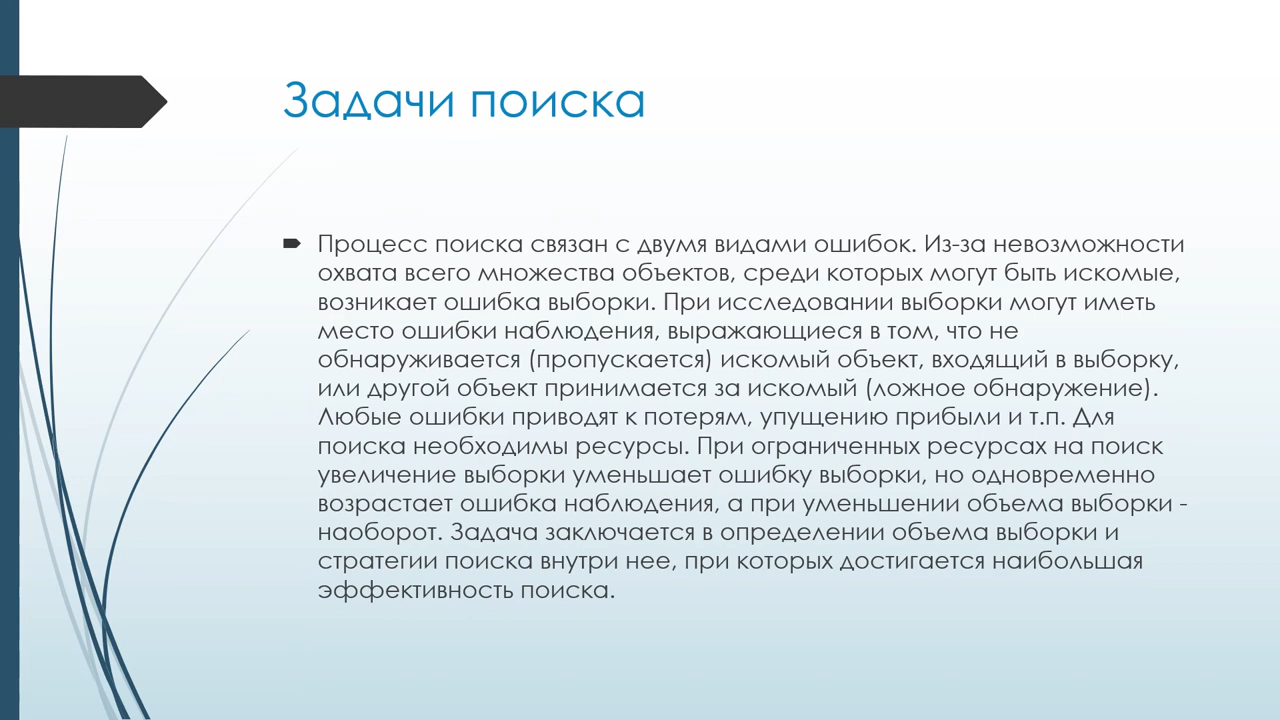 Задачи поиска
Процесс поиска связан с двумя видами ошибок. Из-за невозможности
охвата всего множества объектов, среди которых могут быть искомые,
возникает ошибка выборки. При исследовании выборки могут иметь
место ошибки наблюдения, выражающиеся в том, что не
обнаруживается (пропускается) искомый объект, входящий в выборку,
или другой объект принимается за искомый (ложное обнаружение).
Любые ошибки приводят к потерям, упущению прибыли и т.п. Для
поиска необходимы ресурсы. При ограниченных ресурсах на поиск
увеличение выборки уменьшает ошибку выборки, но одновременно
возрастает ошибка наблюдения, а при уменьшении объема выборки -
наоборот. Задача заключается в определении объема выборки и
стратегии поиска внутри нее, при которых достигается наибольшая
эффективность поиска.